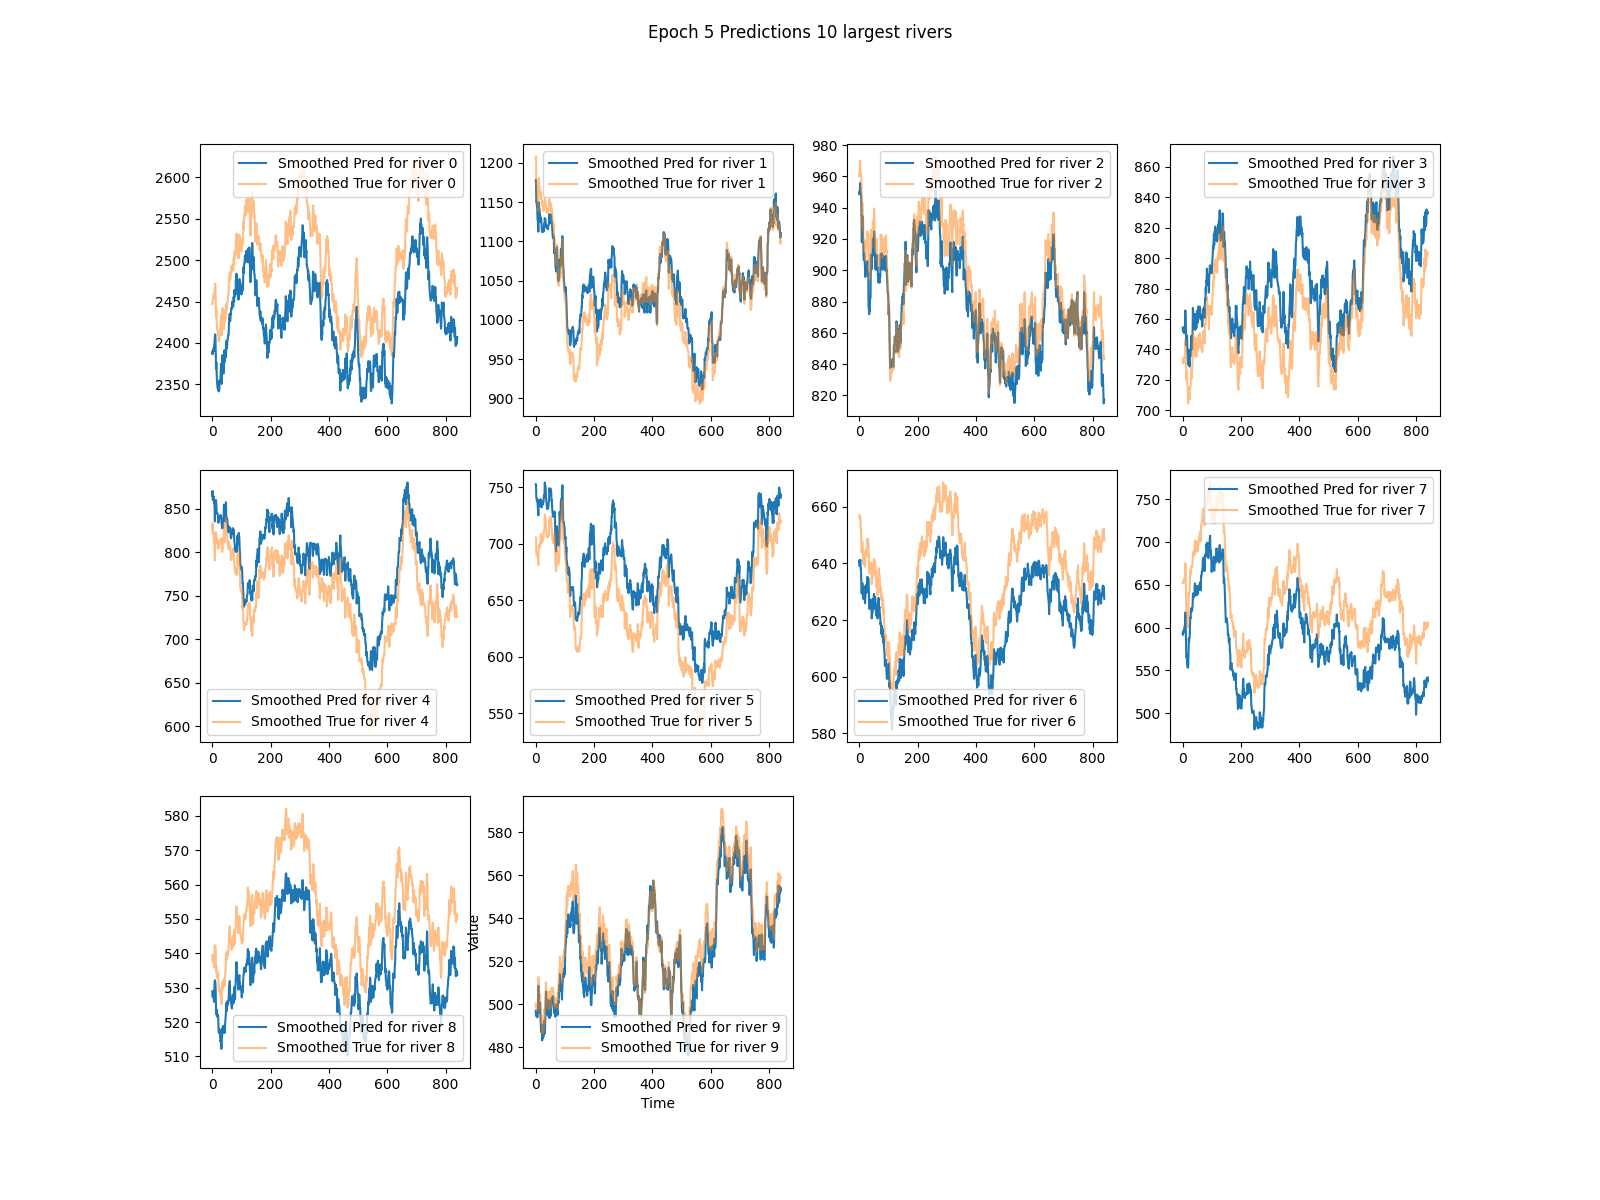 Epoch 5 Predictions 10 largest rivers
Smoothed Pred for river 0
Smoothed True for river 0
2600
2550
2500
2450
2400
2350
0 200 400 600 800
Smoothed Pred for river 1
Smoothed True for river 1
1200
1150
1100
1050
1000
950
900
0 200 400 600 800
Smoothed Pred for river 2
Smoothed True for river 2
980
960
940
920
900
880
860
840
820
0 200 400 600 800
Smoothed Pred for river 3
Smoothed True for river 3
860
840
820
800
780
760
740
720
700
0 200 400 600 800
850
800
750
700
650
600
Smoothed Pred for river 4
Smoothed True for river 4
0 200 400 600 800
750
700
650
600
550
Smoothed Pred for river 5
Smoothed True for river 5
0 200 400 600 800
660
640
620
600
580
Smoothed Pred for river 6
Smoothed True for river 6
0 200 400 600 800
Smoothed Pred for river 7
Smoothed True for river 7
750
700
650
600
550
500
0 200 400 600 800
580
570
560
550
540
530
520
510
Smoothed Pred for river 8
Smoothed True for river 8
0 200 400 600 800
Value
580
560
540
520
500
480
Smoothed Pred for river 9
Smoothed True for river 9
0 200 400 600 800
Time